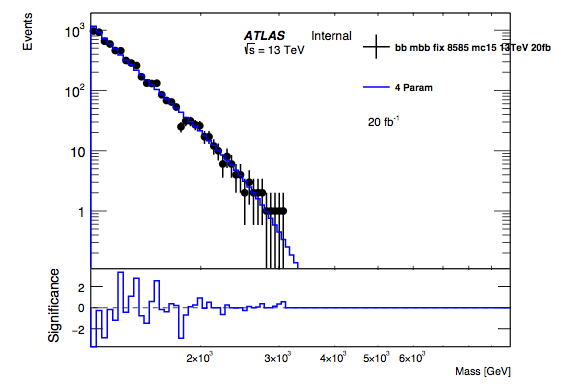 Events
10³
10²
10
1
ATLAS Internal
√s = 13 TeV
bb mbb fix 8585 mc15 13TeV 20fb
4 Param
20 fb⁻¹
Significance
2
0
−2
2×10³ 3×10³ 4×10³ 5×10³ 6×10³
Mass [GeV]